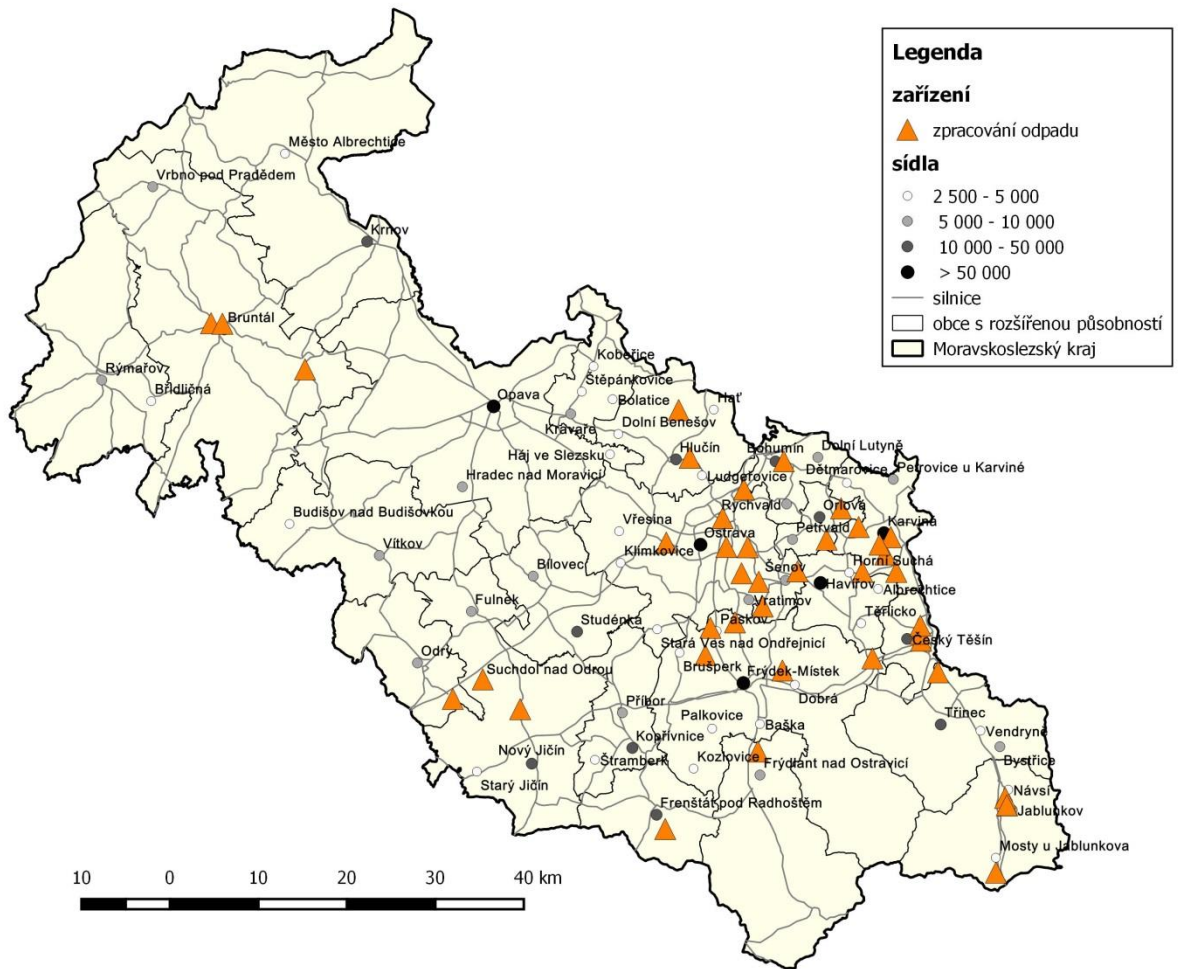 Legenda
zařízení
zpracování odpadu
sídla
2 500 - 5 000
5 000 - 10 000
10 000 - 50 000
> 50 000
silnice
obce s rozšířenou působností
Moravskoslezský kraj
Město Albrechtice
Vrbno pod Pradědem
Krnov
Bruntál
Rýmařov
Břidličná
Kobeřice
Štěpánkovice
Bolatice
Hať
Opava
Kravaře
Dolní Benešov
Háj ve Slezsku
Hlučín
Bohumín
Dolní Lutyně
Hradec nad Moravicí
Ludgeřovice
Dětmarovice
Petrovice u Karviné
Budišov nad Budišovkou
Vřesina
Rychvald
Orlová
Karviná
Ostrava
Petřvald
Vítkov
Klimkovice
Horní Suchá
Bílovec
Šenov
Havířov
Albrechtice
Fulnek
Vratimov
Studénka
Paskov
Těrlicko
Stará Ves nad Ondřejnicí
Český Těšín
Odry
Suchdol nad Odrou
Brušperk
Frýdek-Místek
Dobrá
Příbor
Palkovice
Baška
Třinec
Vendryně
Kopřivnice
Nový Jičín
Štramberk
Kozlovice
Bystřice
Starý Jičín
Frýdlant nad Ostravicí
Návsí
Frenštát pod Radhoštěm
Jablunkov
Mosty u Jablunkova
10 0 10 20 30 40 km